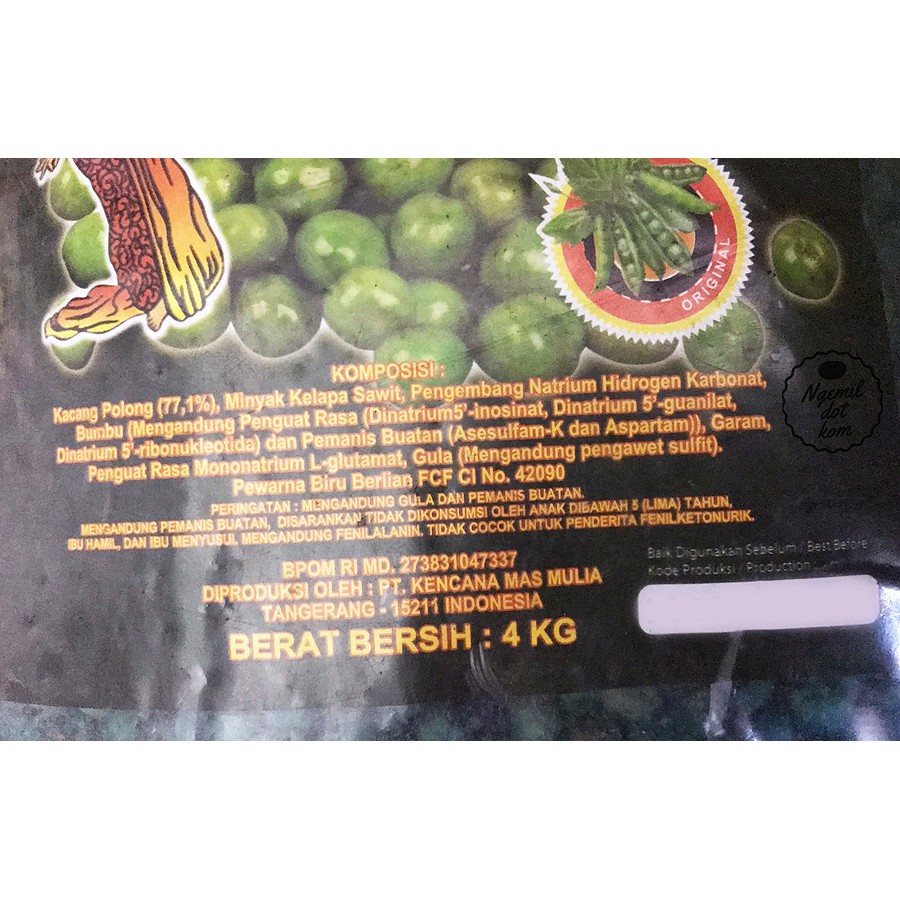 ORIGINAL
KOMPOSISI :
Kacang Polong (77,1%), Minyak Kelapa Sawit, Pengembang Natrium Hidrogen Karbonat,
Bumbu (Mengandung Penguat Rasa (Dinatrium5'-inosinat, Dinatrium 5'-guanilat,
Dinatrium 5'-ribonukleotida) dan Pemanis Buatan (Asesulfam-K dan Aspartam)), Garam,
Penguat Rasa Mononatrium L-glutamat, Gula (Mengandung pengawet sulfit).
Pewarna Biru Berlian FCF CI No. 42090
PERINGATAN : MENGANDUNG GULA DAN PEMANIS BUATAN.
MENGANDUNG PEMANIS BUATAN, DISARANKAN TIDAK DIKONSUMSI OLEH ANAK DIBAWAH 5 (LIMA) TAHUN,
IBU HAMIL, DAN IBU MENYUSUI. MENGANDUNG FENILALANIN. TIDAK COCOK UNTUK PENDERITA FENILKETONURIK.
BPOM RI MD. 273831047337
DIPRODUKSI OLEH : PT. KENCANA MAS MULIA
TANGERANG - 15211 INDONESIA
BERAT BERSIH : 4 KG
Baik Digunakan Sebelum / Best Before
Kode Produksi / Production
Ngemil
dot
kom